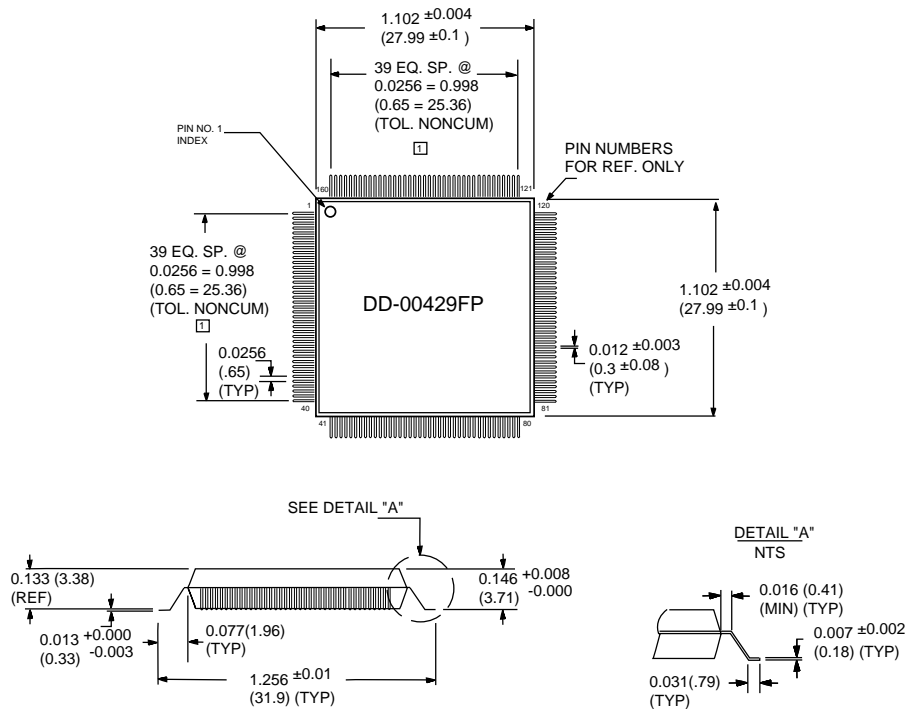 1.102 ±0.004
(27.99 ±0.1 )
39 EQ. SP. @
0.0256 = 0.998
(0.65 = 25.36)
(TOL. NONCUM)
1
PIN NO. 1
INDEX
PIN NUMBERS
FOR REF. ONLY
160
121
1
120
39 EQ. SP. @
0.0256 = 0.998
(0.65 = 25.36)
(TOL. NONCUM)
1
DD-00429FP
1.102 ±0.004
(27.99 ±0.1 )
0.0256
(.65)
(TYP)
0.012 ±0.003
(0.3 ±0.08 )
(TYP)
40
81
41
80
SEE DETAIL "A"
DETAIL "A"
NTS
0.133 (3.38)
(REF)
0.146 +0.008 -0.000
(3.71)
0.013 +0.000 -0.003
(0.33)
0.077(1.96)
(TYP)
1.256 ±0.01
(31.9) (TYP)
0.016 (0.41)
(MIN) (TYP)
0.007 ±0.002
(0.18) (TYP)
0.031(.79)
(TYP)